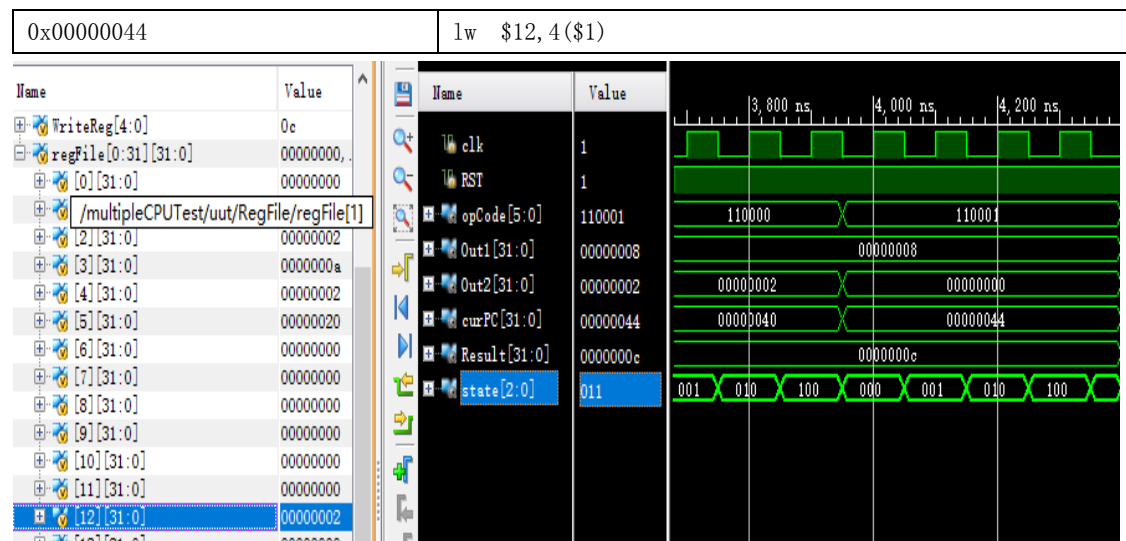 0x00000044 lw $12,4($1)
Name Value
WriteReg[4:0] 0c
regFile[0:31][31:0] 00000000,.
[0][31:0] 00000000
/multipleCPUTest/uut/RegFile/regFile[1]
[2][31:0] 00000002
[3][31:0] 0000000a
[4][31:0] 00000002
[5][31:0] 00000020
[6][31:0] 00000000
[7][31:0] 00000000
[8][31:0] 00000000
[9][31:0] 00000000
[10][31:0] 00000000
[11][31:0] 00000000
[12][31:0] 00000002
Name Value
3,800 ns 4,000 ns 4,200 ns
clk 1
RST 1
opCode[5:0] 110001 110000 110001
Out1[31:0] 00000008 00000008
Out2[31:0] 00000002 00000002 00000000
curPC[31:0] 00000044 00000040 00000044
Result[31:0] 0000000c 0000000c
state[2:0] 011 001 010 100 000 001 010 100